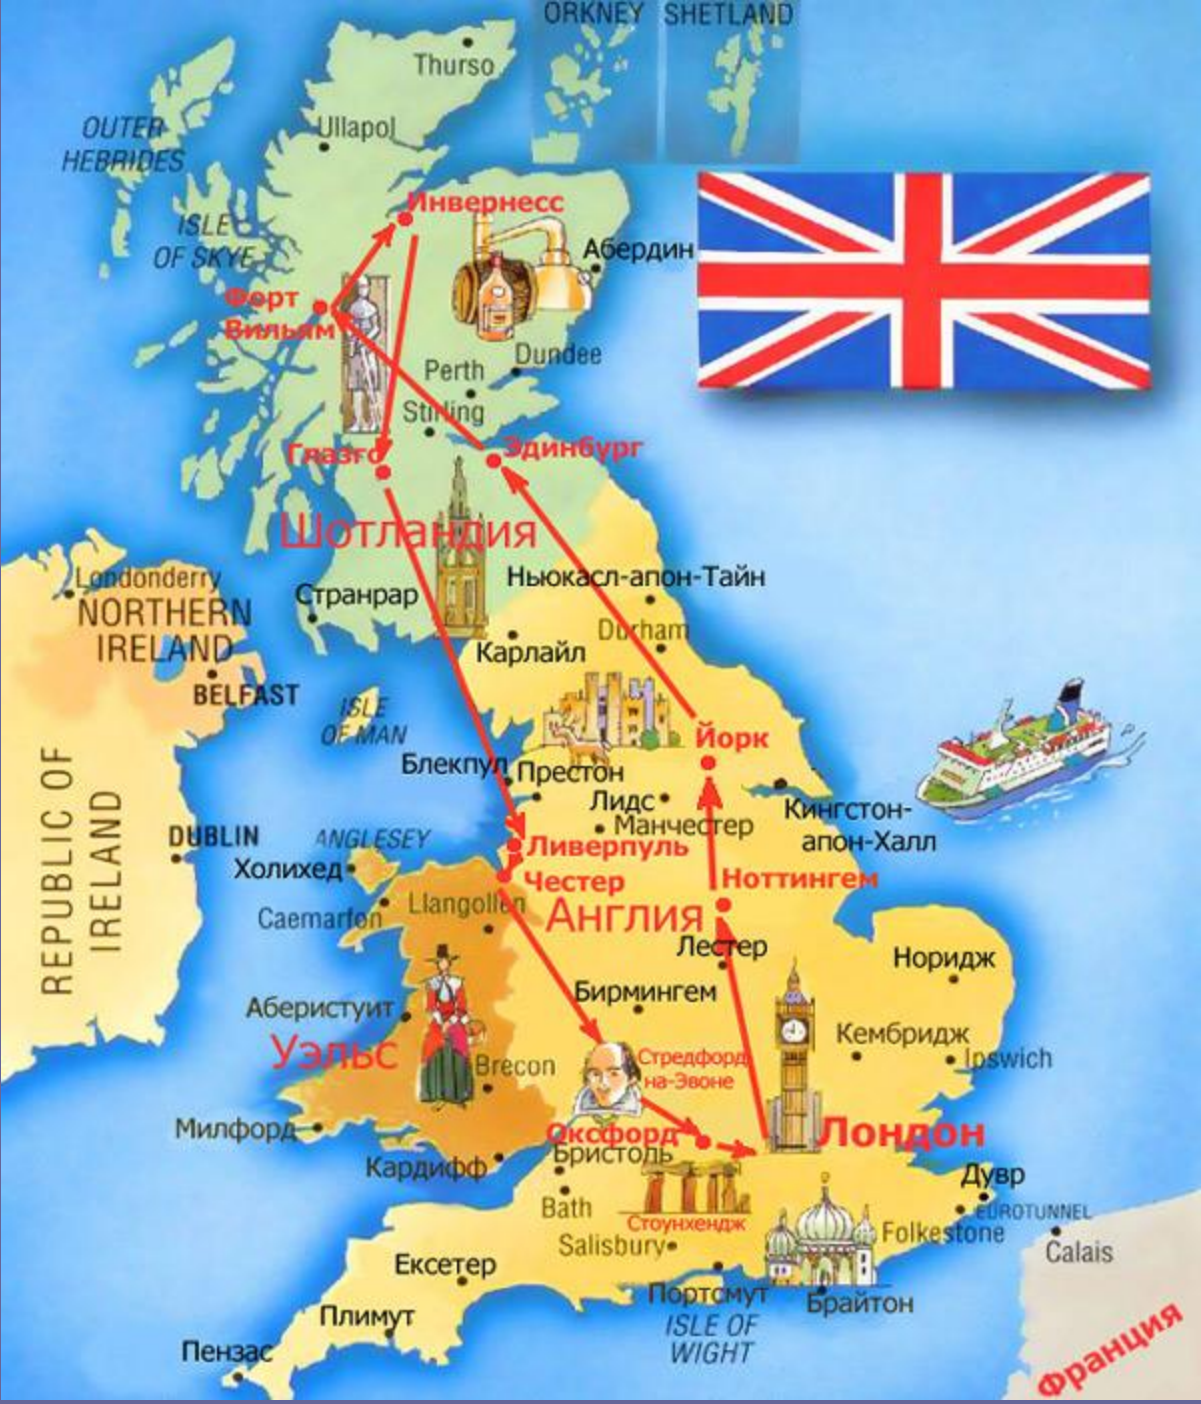 ORKNEY
SHETLAND
Thurso
OUTER
HEBRIDES
Ullapol
Инвернесс
ISLE
OF SKYE
Абердин
Форт
Вильям
Dundee
Perth
Stirling
Глазго
Эдинбург
Шотландия
Londonderry
NORTHERN
IRELAND
Странрар
Ньюкасл-апон-Тайн
Durham
Карлайл
BELFAST
ISLE
OF MAN
Йорк
Блекпул
Престон
Лидс
Манчестер
Кингстон-
апон-Халл
REPUBLIC OF
IRELAND
DUBLIN
ANGLESEY
Ливерпуль
Холихед
Честер
Ноттингем
Caemarfon
Llangollen
Англия
Лестер
Норидж
Бирмингем
Аберистуит
Кембридж
Уэльс
Brecon
Стредфорд
на-Эвоне
Ipswich
Милфорд
Оксфорд
Лондон
Бристоль
Кардифф
Дувр
Bath
Стоунхендж
EUROTUNNEL
Folkestone
Salisbury
Calais
Ексетер
Портсмут
Брайтон
Плимут
ISLE OF
WIGHT
Пензас
Франция